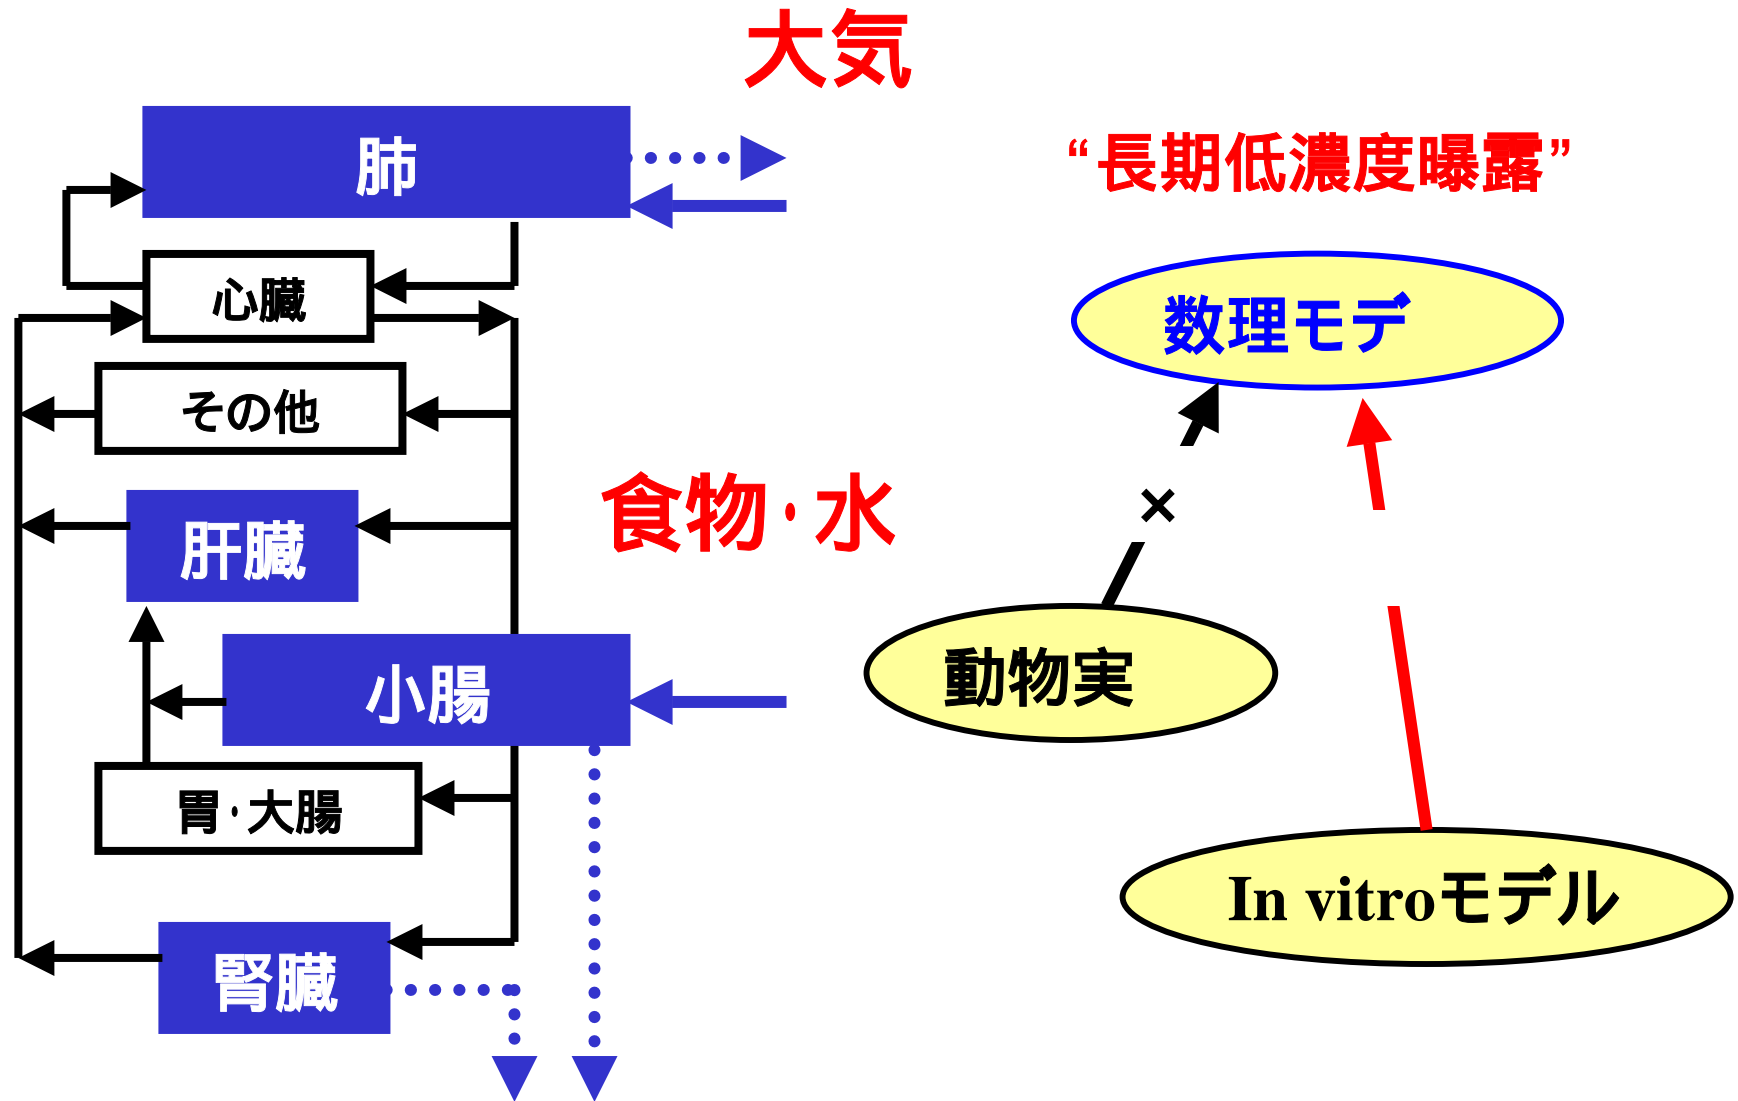 大気
肺
“長期低濃度曝露”
心臓
数理モデ
その他
食物・水
×
肝臓
動物実
小腸
胃・大腸
In vitroモデル
腎臓